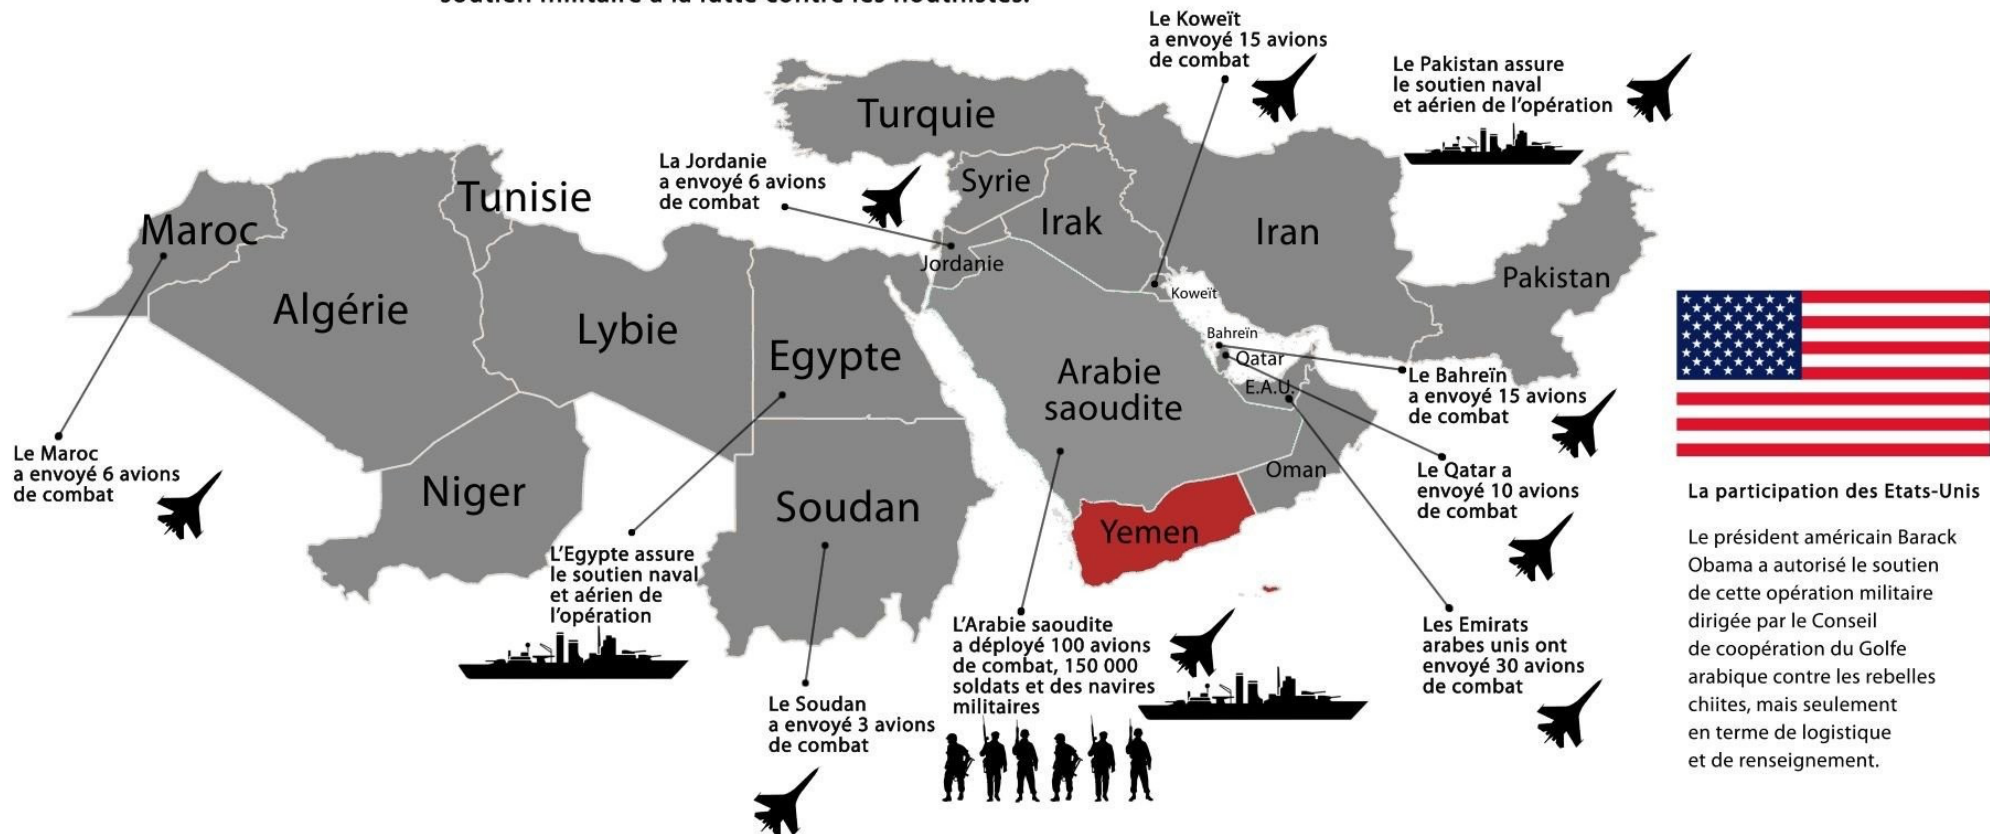 soutien militaire à la lutte contre les houthistes.
Le Koweït
a envoyé 15 avions
de combat
Le Pakistan assure
le soutien naval
et aérien de l'opération
Turquie
La Jordanie
a envoyé 6 avions
de combat
Tunisie
Syrie
Maroc
Irak
Iran
Jordanie
Pakistan
Koweït
Algérie
Lybie
Egypte
Bahreïn
Qatar
Arabie
saoudite
E.A.U.
Le Bahreïn
a envoyé 15 avions
de combat
Le Maroc
a envoyé 6 avions
de combat
Niger
Soudan
Oman
Le Qatar a
envoyé 10 avions
de combat
Yemen
L'Egypte assure
le soutien naval
et aérien de
l'opération
L'Arabie saoudite
a déployé 100 avions
de combat, 150 000
soldats et des navires
militaires
Les Emirats
arabes unis ont
envoyé 30 avions
de combat
Le Soudan
a envoyé 3 avions
de combat
La participation des Etats-Unis
Le président américain Barack
Obama a autorisé le soutien
de cette opération militaire
dirigée par le Conseil
de coopération du Golfe
arabique contre les rebelles
chiites, mais seulement
en terme de logistique
et de renseignement.